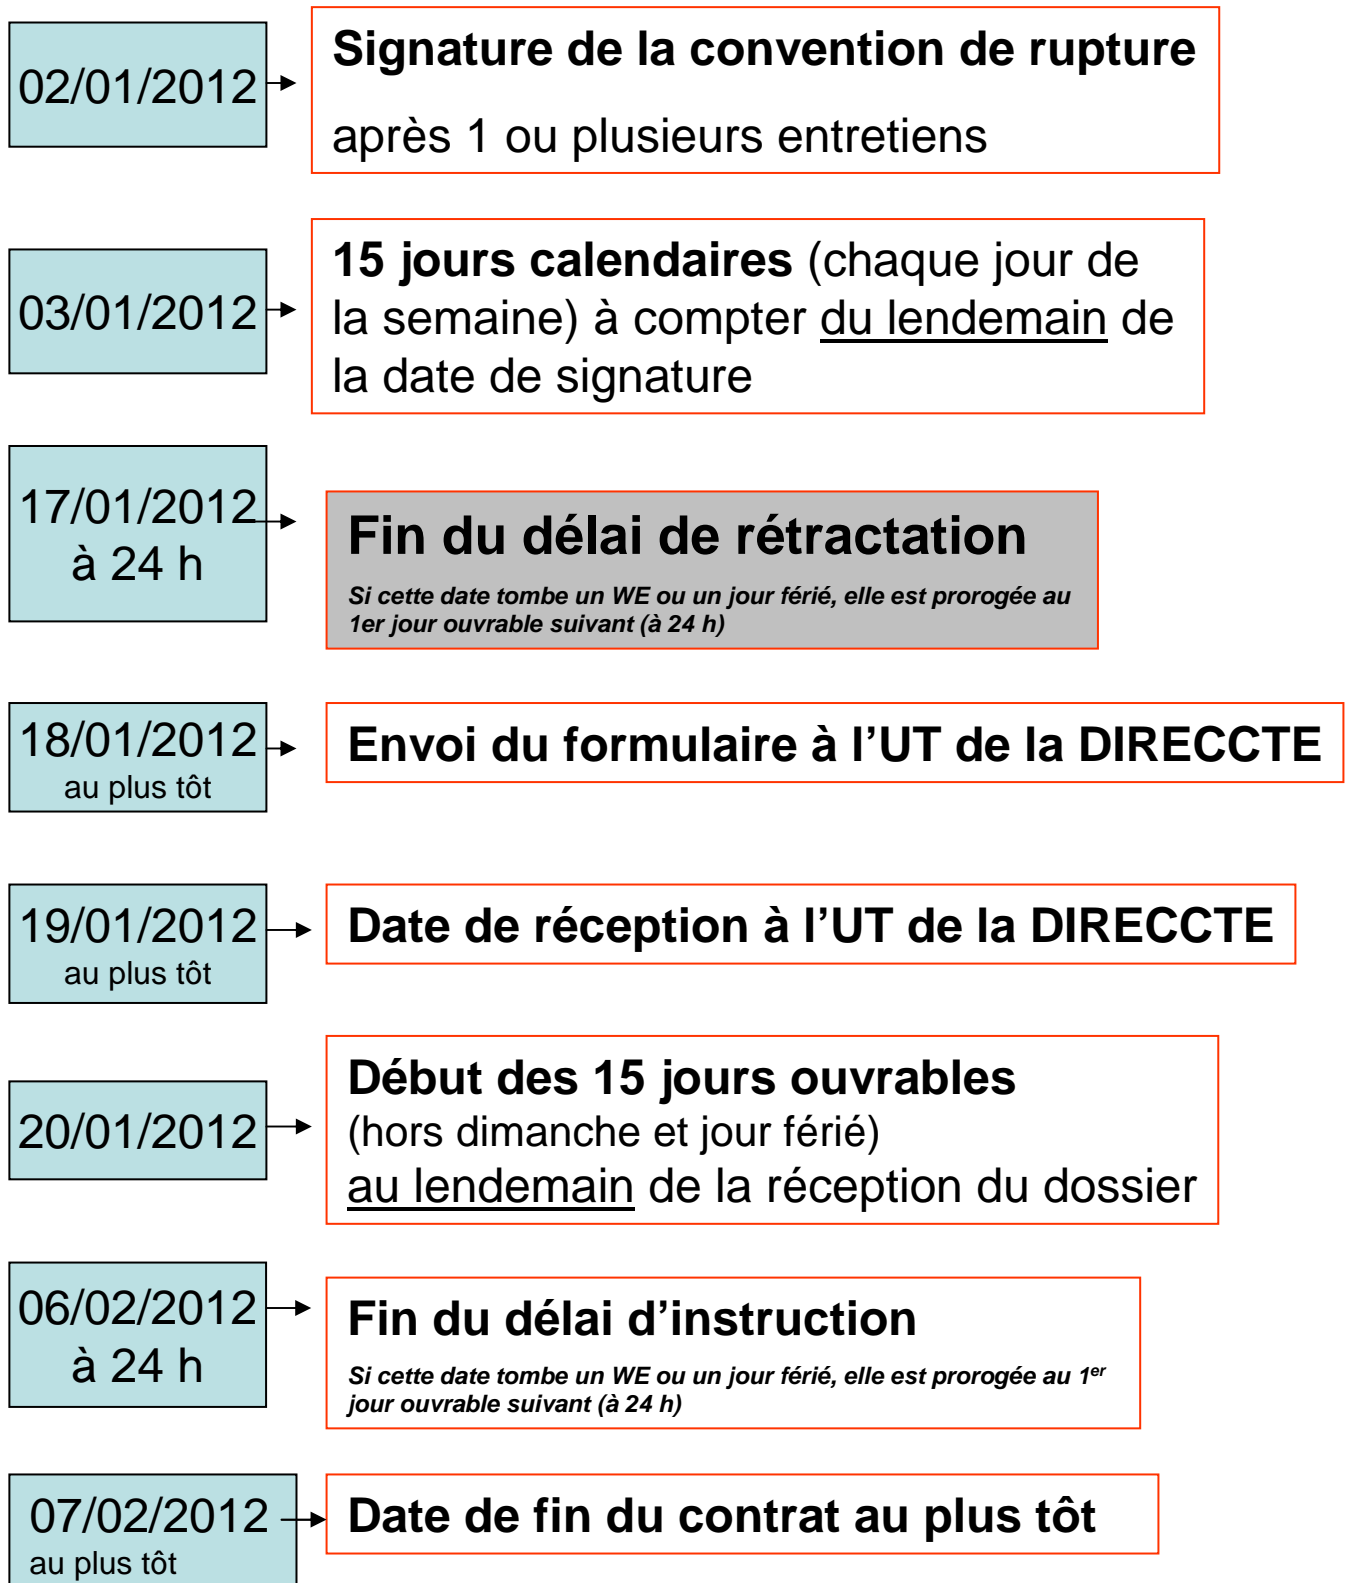 02/01/2012
Signature de la convention de rupture
après 1 ou plusieurs entretiens
03/01/2012
15 jours calendaires (chaque jour de
la semaine) à compter du lendemain de
la date de signature
17/01/2012
à 24 h
Fin du délai de rétractation
Si cette date tombe un WE ou un jour férié, elle est prorogée au
1er jour ouvrable suivant (à 24 h)
18/01/2012
au plus tôt
Envoi du formulaire à l’UT de la DIRECCTE
19/01/2012
au plus tôt
Date de réception à l’UT de la DIRECCTE
20/01/2012
Début des 15 jours ouvrables
(hors dimanche et jour férié)
au lendemain de la réception du dossier
06/02/2012
à 24 h
Fin du délai d’instruction
Si cette date tombe un WE ou un jour férié, elle est prorogée au 1er
jour ouvrable suivant (à 24 h)
07/02/2012
au plus tôt
Date de fin du contrat au plus tôt